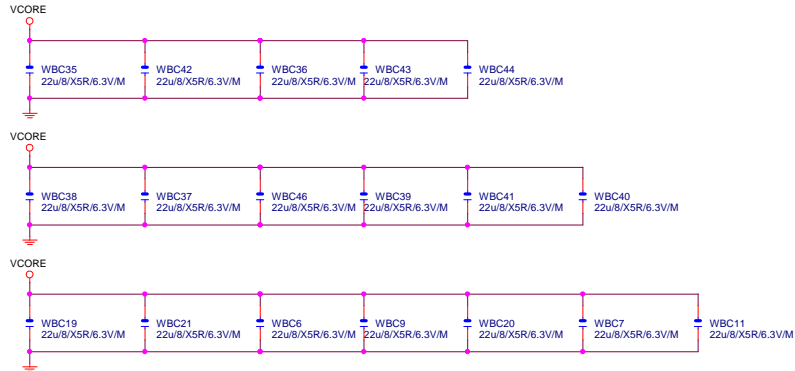 VCORE
WBC35 WBC42 WBC36 WBC43 WBC44
22u/8/X5R/6.3V/M 22u/8/X5R/6.3V/M 22u/8/X5R/6.3V/M 22u/8/X5R/6.3V/M 22u/8/X5R/6.3V/M
VCORE
WBC38 WBC37 WBC46 WBC39 WBC41 WBC40
22u/8/X5R/6.3V/M 22u/8/X5R/6.3V/M 22u/8/X5R/6.3V/M 22u/8/X5R/6.3V/M 22u/8/X5R/6.3V/M 22u/8/X5R/6.3V/M
VCORE
WBC19 WBC21 WBC6 WBC9 WBC20 WBC7 WBC11
22u/8/X5R/6.3V/M 22u/8/X5R/6.3V/M 22u/8/X5R/6.3V/M 22u/8/X5R/6.3V/M 22u/8/X5R/6.3V/M 22u/8/X5R/6.3V/M 22u/8/X5R/6.3V/M